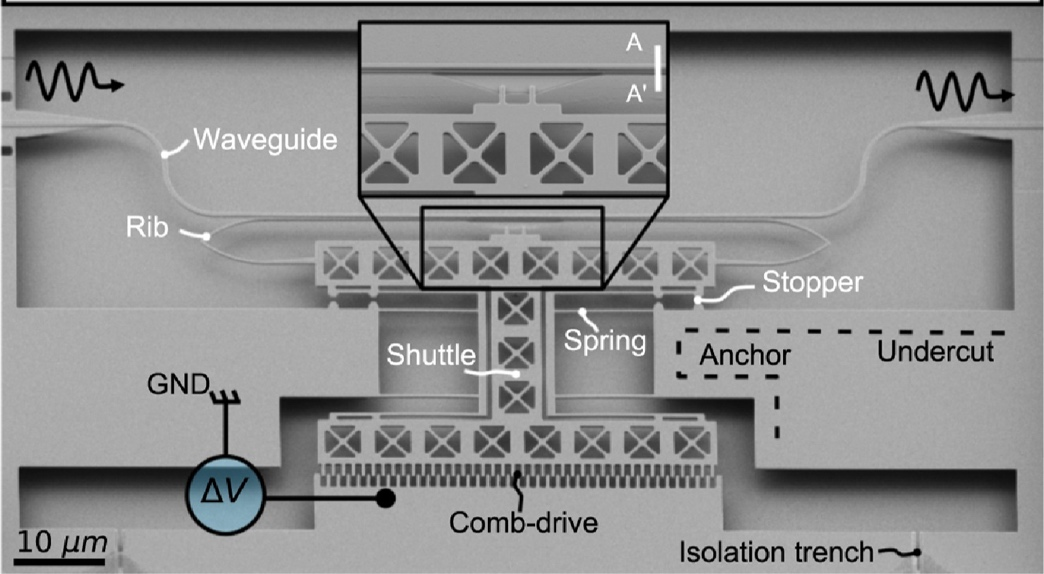 A
A'
Waveguide
Rib
Stopper
Spring
Shuttle
Anchor
Undercut
GND
ΔV
Comb-drive
10 μm
Isolation trench